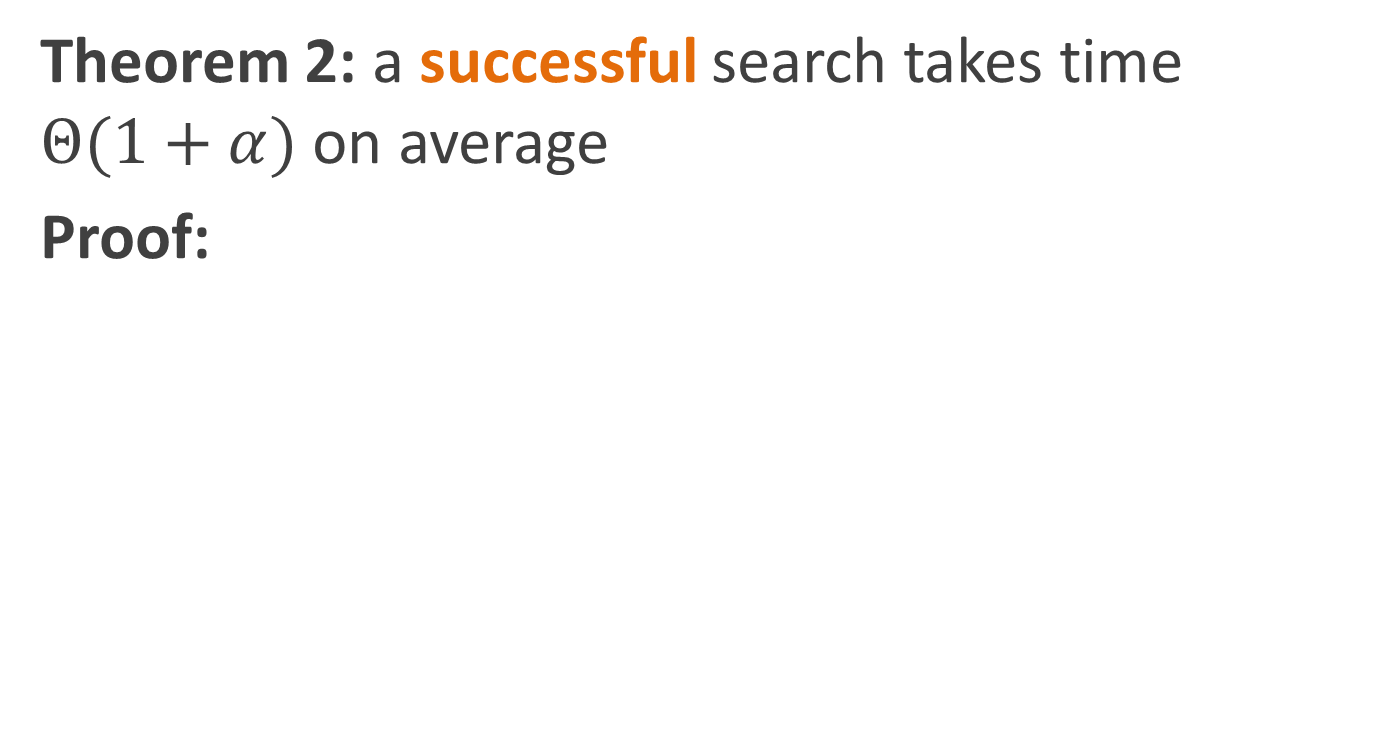 Theorem 2: a successful search takes time
Θ(1 + α) on average
Proof: